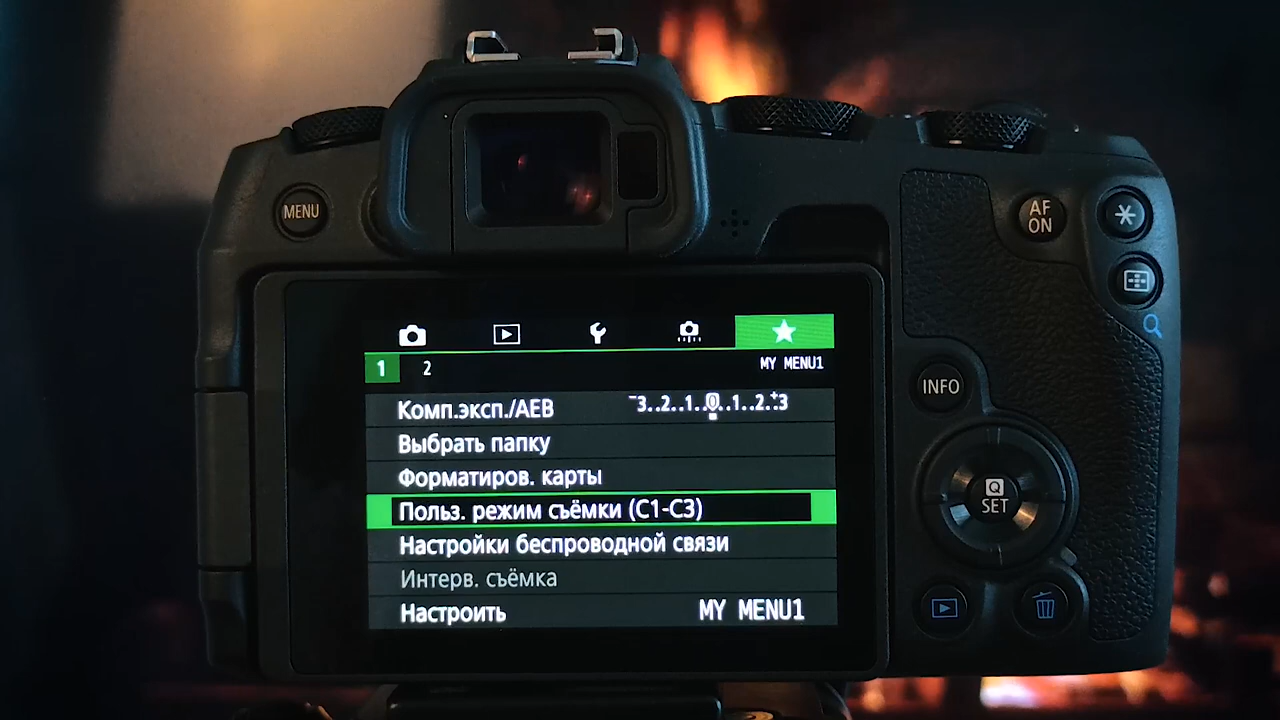 MENU
AF
ON
INFO
Q
SET
1 2 MY MENU1
Комп.эксп./AEB -3..2..1..0..1..2.+3
Выбрать папку
Форматиров. карты
Польз. режим съёмки (C1-C3)
Настройки беспроводной связи
Интерв. съёмка
Настроить MY MENU1